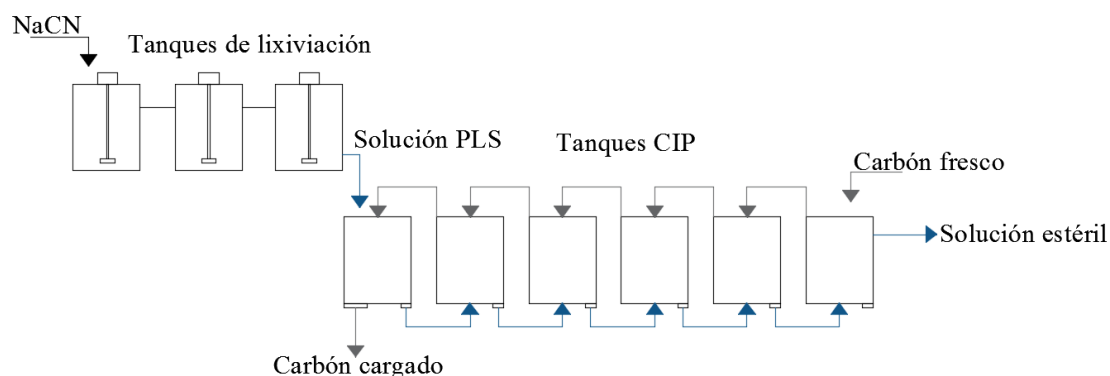 NaCN
Tanques de lixiviación
Solución PLS
Tanques CIP
Carbón fresco
Solución estéril
Carbón cargado